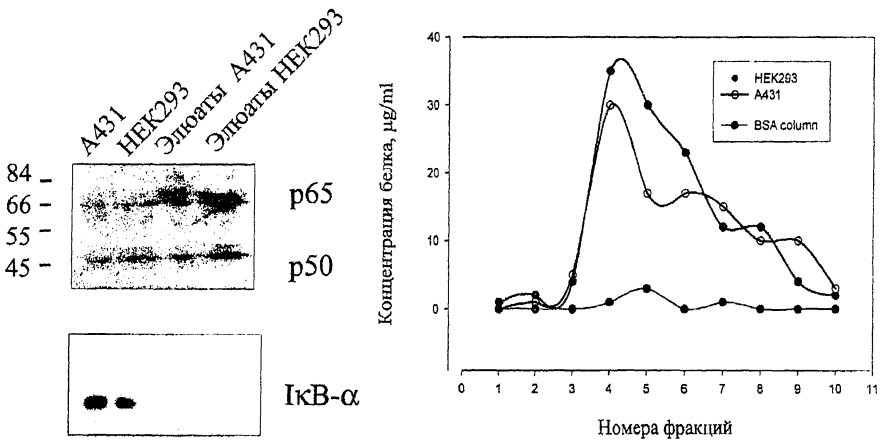 A431
HEK293
Элюаты A431
Элюаты HEK293
84
66
55
45
p65
p50
IκB-α
Концентрация белка, µg/ml
40
30
20
10
0
HEK293
A431
BSA column
0 1 2 3 4 5 6 7 8 9 10 11
Номера фракций